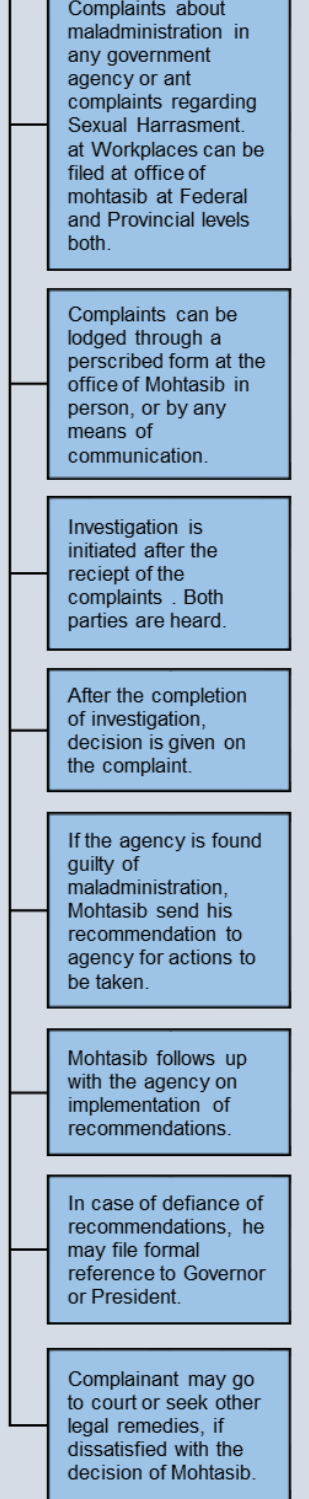 Complaints about
maladministration in
any government
agency or ant
complaints regarding
Sexual Harrasment.
at Workplaces can be
filed at office of
mohtasib at Federal
and Provincial levels
both.
Complaints can be
lodged through a
perscribed form at the
office of Mohtasib in
person, or by any
means of
communication.
Investigation is
initiated after the
reciept of the
complaints . Both
parties are heard.
After the completion
of investigation,
decision is given on
the complaint.
If the agency is found
guilty of
maladministration,
Mohtasib send his
recommendation to
agency for actions to
be taken.
Mohtasib follows up
with the agency on
implementation of
recommendations.
In case of defiance of
recommendations, he
may file formal
reference to Governor
or President.
Complainant may go
to court or seek other
legal remedies, if
dissatisfied with the
decision of Mohtasib.